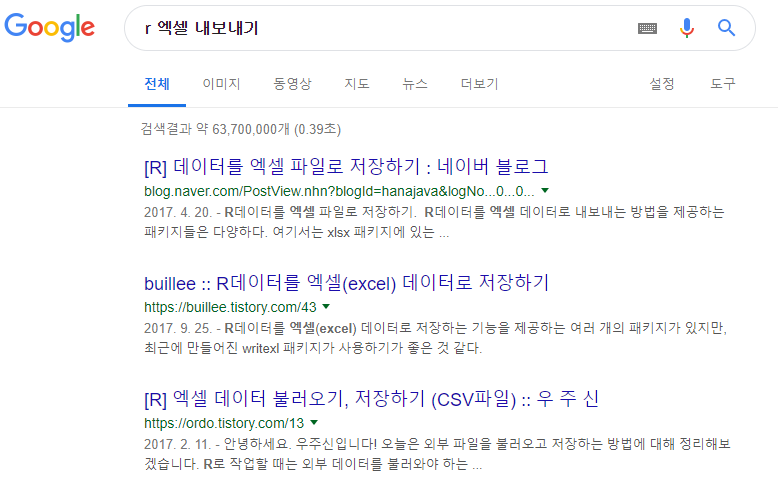 Google
r 엑셀 내보내기
전체 이미지 동영상 지도 뉴스 더보기 설정 도구
검색결과 약 63,700,000개 (0.39초)
[R] 데이터를 엑셀 파일로 저장하기 : 네이버 블로그
blog.naver.com/PostView.nhn?blogId=hanajava&logNo...0...0...
2017. 4. 20. - R데이터를 엑셀 파일로 저장하기. R데이터를 엑셀 데이터로 내보내는 방법을 제공하는
패키지들은 다양하다. 여기서는 xlsx 패키지에 있는 ...
buillee :: R데이터를 엑셀(excel) 데이터로 저장하기
https://buillee.tistory.com/43
2017. 9. 25. - R데이터를 엑셀(excel) 데이터로 저장하는 기능을 제공하는 여러 개의 패키지가 있지만,
최근에 만들어진 writexl 패키지가 사용하기가 좋은 것 같다.
[R] 엑셀 데이터 불러오기, 저장하기 (CSV파일) :: 우 주 신
https://ordo.tistory.com/13
2017. 2. 11. - 안녕하세요. 우주신입니다! 오늘은 외부 파일을 불러오고 저장하는 방법에 대해 정리해보
겠습니다. R로 작업할 때는 외부 데이터를 불러와야 하는 ...